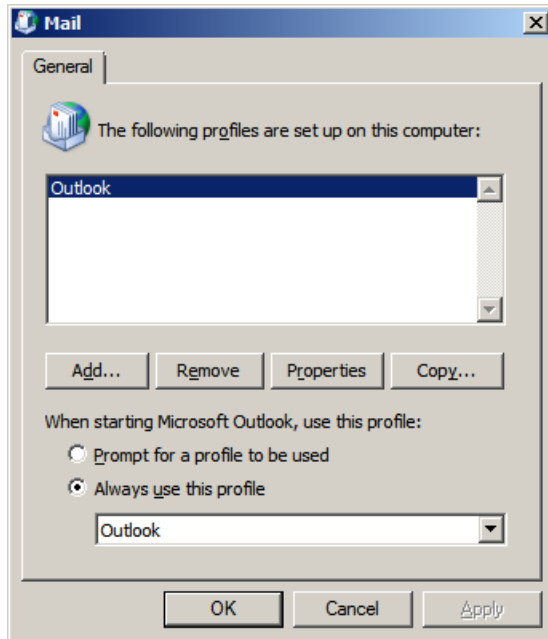 Mail
General
The following profiles are set up on this computer:
Outlook
Add...
Remove
Properties
Copy...
When starting Microsoft Outlook, use this profile:
Prompt for a profile to be used
Always use this profile
Outlook
OK
Cancel
Apply